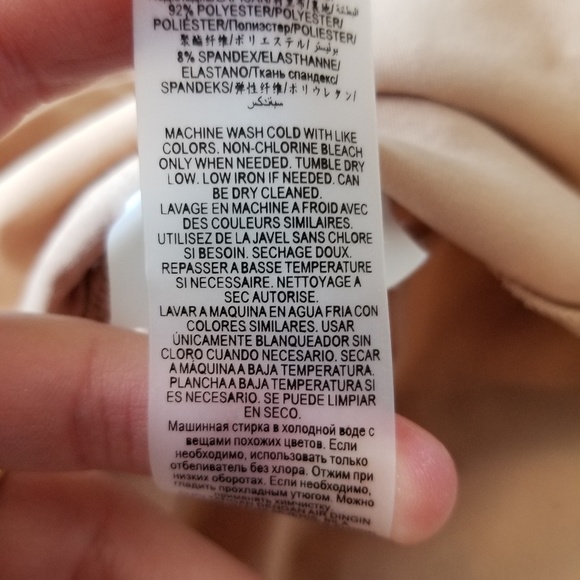 92% POLYESTER/POLYESTER/
POLIÉSTER/Полиэстер/POLIESTER/
聚酯纤维/ポリエステル/بوليستر
8% SPANDEX/ELASTHANNE/
ELASTANO/Ткань спандекс/
SPANDEKS/弹性纤维/ポリウレタン/
سبندكس
MACHINE WASH COLD WITH LIKE
COLORS. NON-CHLORINE BLEACH
ONLY WHEN NEEDED. TUMBLE DRY
LOW. LOW IRON IF NEEDED. CAN
BE DRY CLEANED.
LAVAGE EN MACHINE A FROID AVEC
DES COULEURS SIMILAIRES.
UTILISEZ DE LA JAVEL SANS CHLORE
SI BESOIN. SECHAGE DOUX.
REPASSER A BASSE TEMPERATURE
SI NECESSAIRE. NETTOYAGE A
SEC AUTORISE.
LAVAR A MAQUINA EN AGUA FRIA CON
COLORES SIMILARES. USAR
ÚNICAMENTE BLANQUEADOR SIN
CLORO CUANDO NECESARIO. SECAR
A MÁQUINA A BAJA TEMPERATURA.
PLANCHA A BAJA TEMPERATURA SI
ES NECESARIO. SE PUEDE LIMPIAR
EN SECO.
Машинная стирка в холодной воде с
вещами похожих цветов. Если
необходимо, использовать только
отбеливатель без хлора. Отжим при
низких оборотах. Если необходимо,
гладить прохладным утюгом. Можно
применять химчистку